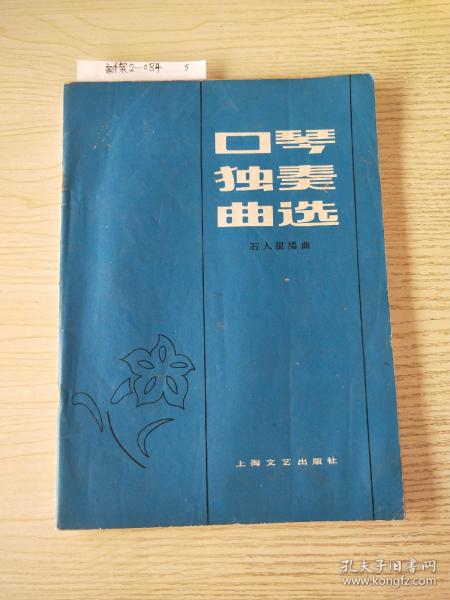 新架2-084 5
口琴
独奏
曲选
石人望编曲
上海文艺出版社
孔夫子旧书网
www.kongfz.com